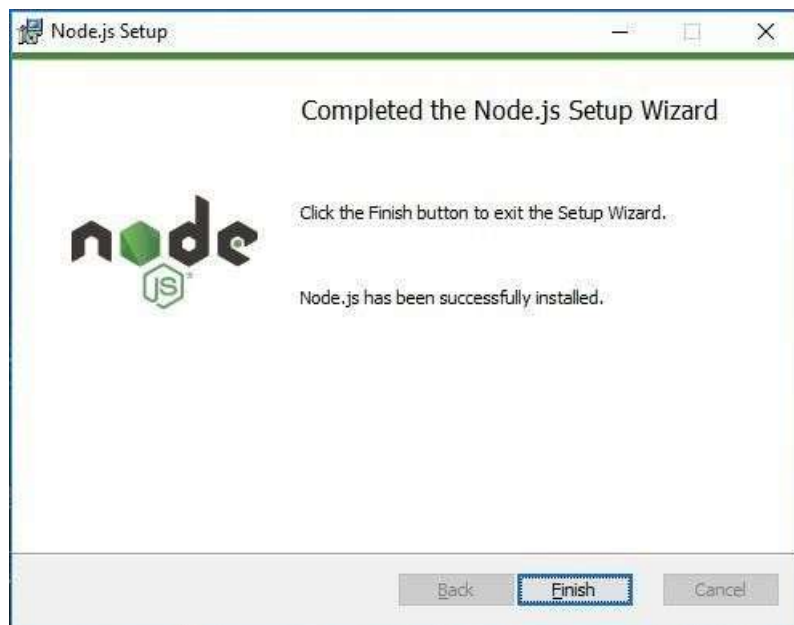 Node.js Setup
Completed the Node.js Setup Wizard
Click the Finish button to exit the Setup Wizard.
node
JS
Node.js has been successfully installed.
Back Finish Cancel